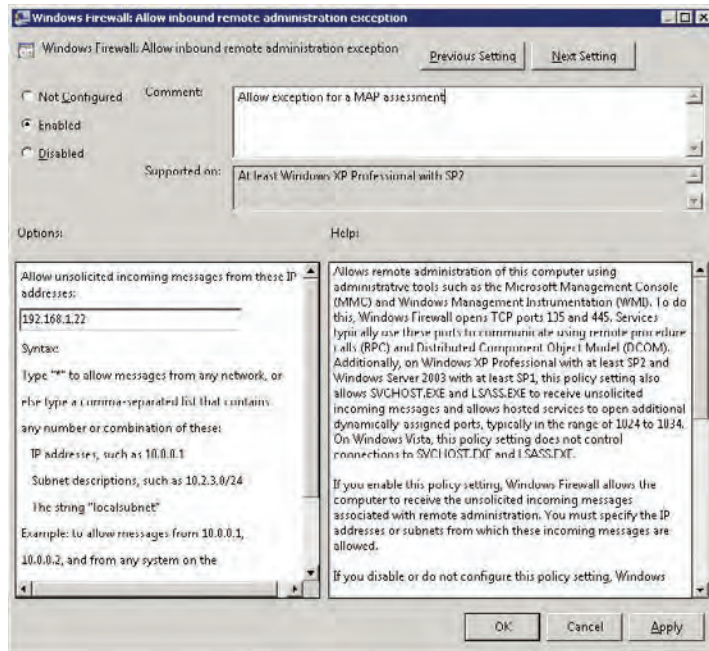 Windows Firewall: Allow inbound remote administration exception
Windows Firewall: Allow inbound remote administration exception
Previous Setting
Next Setting
Not Configured
Enabled
Disabled
Comment:
Allow exception for a MAP assessment
Supported on:
At least Windows XP Professional with SP2
Options:
Allow unsolicited incoming messages from these IP
addresses:
192.168.1.22
Syntax:
Type "*" to allow messages from any network, or
else type a comma-separated list that contains
any number or combination of these:
IP addresses, such as 10.0.0.1
Subnet descriptions, such as 10.2.3.0/24
The string "localsubnet"
Example: to allow messages from 10.0.0.1,
10.0.0.2, and from any system on the
Help:
Allows remote administration of this computer using
administrative tools such as the Microsoft Management Console
(MMC) and Windows Management Instrumentation (WMI). To do
this, Windows Firewall opens TCP ports 135 and 445. Services
typically use these ports to communicate using remote procedure
calls (RPC) and Distributed Component Object Model (DCOM).
Additionally, on Windows XP Professional with at least SP2 and
Windows Server 2003 with at least SP1, this policy setting also
allows SVCHOST.EXE and LSASS.EXE to receive unsolicited
incoming messages and allows hosted services to open additional
dynamically assigned ports, typically in the range of 1024 to 1034.
On Windows Vista, this policy setting does not control
connections to SVCHOST.EXE and LSASS.EXE.
If you enable this policy setting, Windows Firewall allows the
computer to receive the unsolicited incoming messages
associated with remote administration. You must specify the IP
addresses or subnets from which these incoming messages are
allowed.
If you disable or do not configure this policy setting, Windows
OK
Cancel
Apply